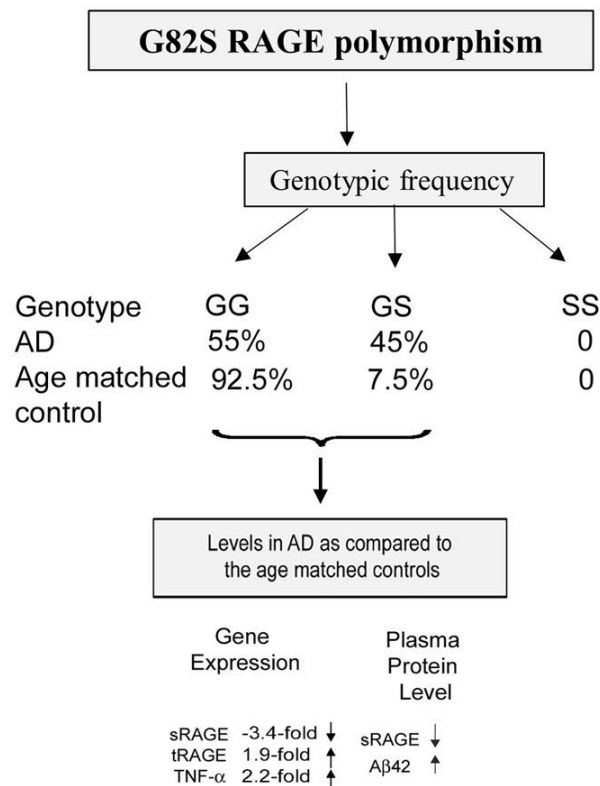 G82S RAGE polymorphism
Genotypic frequency
Genotype GG GS SS
AD 55% 45% 0
Age matched 92.5% 7.5% 0
control
Levels in AD as compared to
the age matched controls
Gene
Expression
Plasma
Protein
Level
sRAGE -3.4-fold ↓
tRAGE 1.9-fold ↑
TNF-α 2.2-fold ↑
sRAGE ↓
Aβ42 ↑